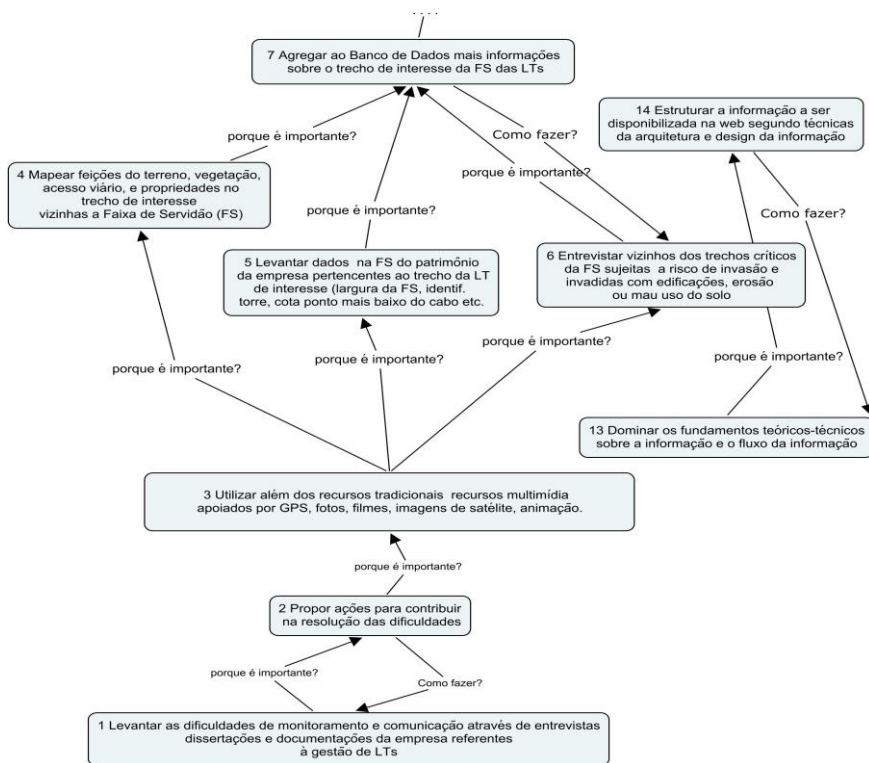 7 Agregar ao Banco de Dados mais informações
sobre o trecho de interesse da FS das LTs
14 Estruturar a informação a ser
disponibilizada na web segundo técnicas
da arquitetura e design da informação
porque é importante?
Como fazer?
porque é importante?
4 Mapear feições do terreno, vegetação,
acesso viário, e propriedades no
trecho de interesse
vizinhas a Faixa de Servidão (FS)
porque é importante?
Como fazer?
5 Levantar dados na FS do patrimônio
da empresa pertencentes ao trecho da LT
de interesse (largura da FS, identif.
torre, cota ponto mais baixo do cabo etc.
6 Entrevistar vizinhos dos trechos críticos
da FS sujeitas a risco de invasão e
invadidas com edificações, erosão
ou mau uso do solo
porque é importante?
porque é importante?
porque é importante?
porque é importante?
13 Dominar os fundamentos teóricos-técnicos
sobre a informação e o fluxo da informação
3 Utilizar além dos recursos tradicionais recursos multimídia
apoiados por GPS, fotos, filmes, imagens de satélite, animação.
porque é importante?
2 Propor ações para contribuir
na resolução das dificuldades
porque é importante?
Como fazer?
1 Levantar as dificuldades de monitoramento e comunicação através de entrevistas
dissertações e documentações da empresa referentes
à gestão de LTs